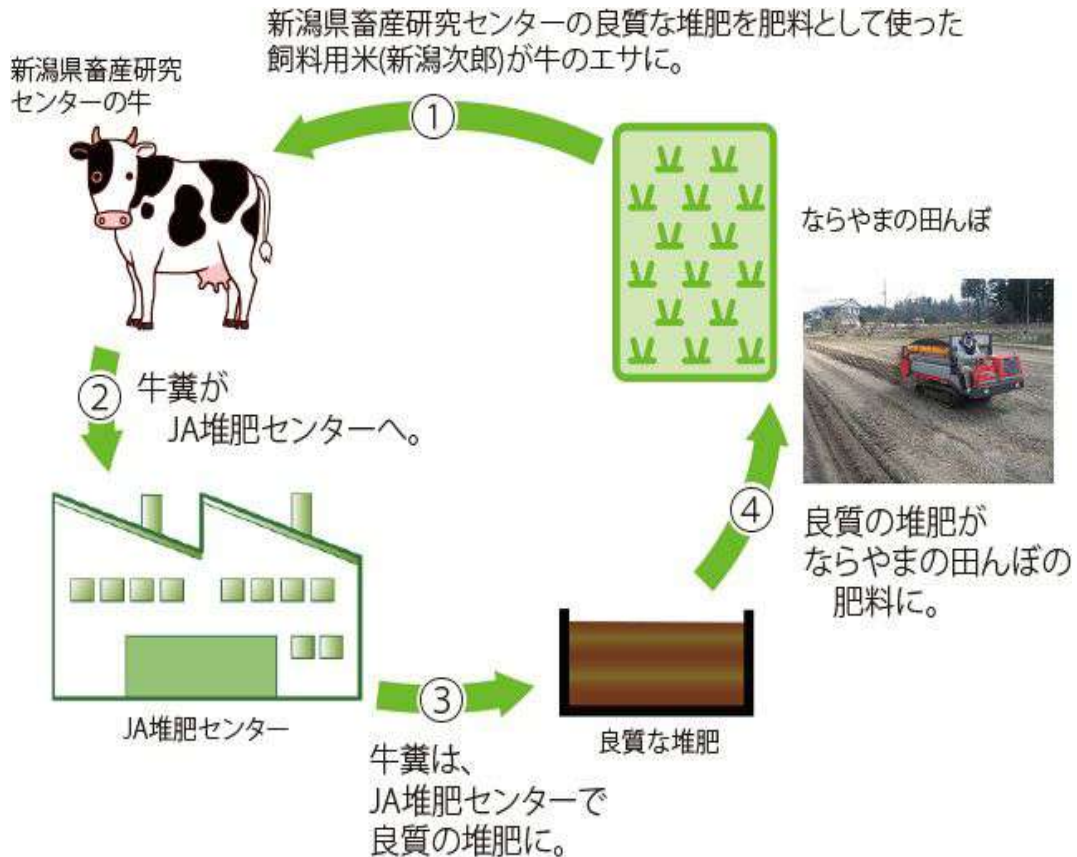 新潟県畜産研究センターの良質な堆肥を肥料として使った
飼料用米(新潟次郎)が牛のエサに。
新潟県畜産研究
センターの牛
①
ならやまの田んぼ
②
牛糞が
JA堆肥センターへ。
④
良質の堆肥が
ならやまの田んぼの
肥料に。
③
JA堆肥センター
良質な堆肥
牛糞は、
JA堆肥センターで
良質の堆肥に。